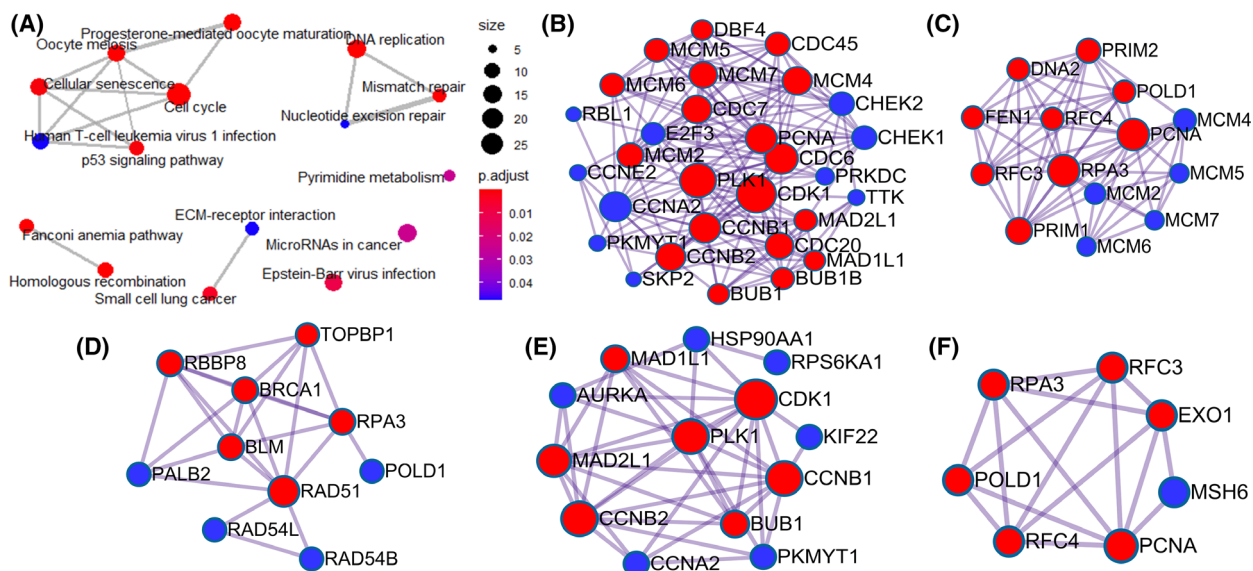 (A)
Progesterone-mediated oocyte maturation
Oocyte meiosis
DNA replication
Cellular senescence
Cell cycle
Mismatch repair
Nucleotide excision repair
Human T-cell leukemia virus 1 infection
p53 signaling pathway
Pyrimidine metabolism
ECM-receptor interaction
Fanconi anemia pathway
MicroRNAs in cancer
Homologous recombination
Epstein-Barr virus infection
Small cell lung cancer
size
5
10
15
20
25
p.adjust
0.01
0.02
0.03
0.04
(B)
DBF4
MCM5
CDC45
MCM6
MCM7
MCM4
RBL1
CDC7
CHEK2
E2F3
PCNA
CHEK1
MCM2
CDC6
CCNE2
PLK1
PRKDC
CDK1
TTK
CCNA2
MAD2L1
CCNB1
PKMYT1
CDC20
CCNB2
MAD1L1
SKP2
BUB1B
BUB1
(C)
PRIM2
DNA2
POLD1
FEN1
RFC4
PCNA
MCM4
RFC3
RPA3
MCM5
MCM2
MCM7
PRIM1
MCM6
(D)
TOPBP1
RBBP8
BRCA1
RPA3
BLM
PALB2
POLD1
RAD51
RAD54L
RAD54B
(E)
HSP90AA1
MAD1L1
RPS6KA1
AURKA
CDK1
PLK1
KIF22
MAD2L1
CCNB1
CCNB2
BUB1
CCNA2
PKMYT1
(F)
RFC3
RPA3
EXO1
POLD1
MSH6
RFC4
PCNA